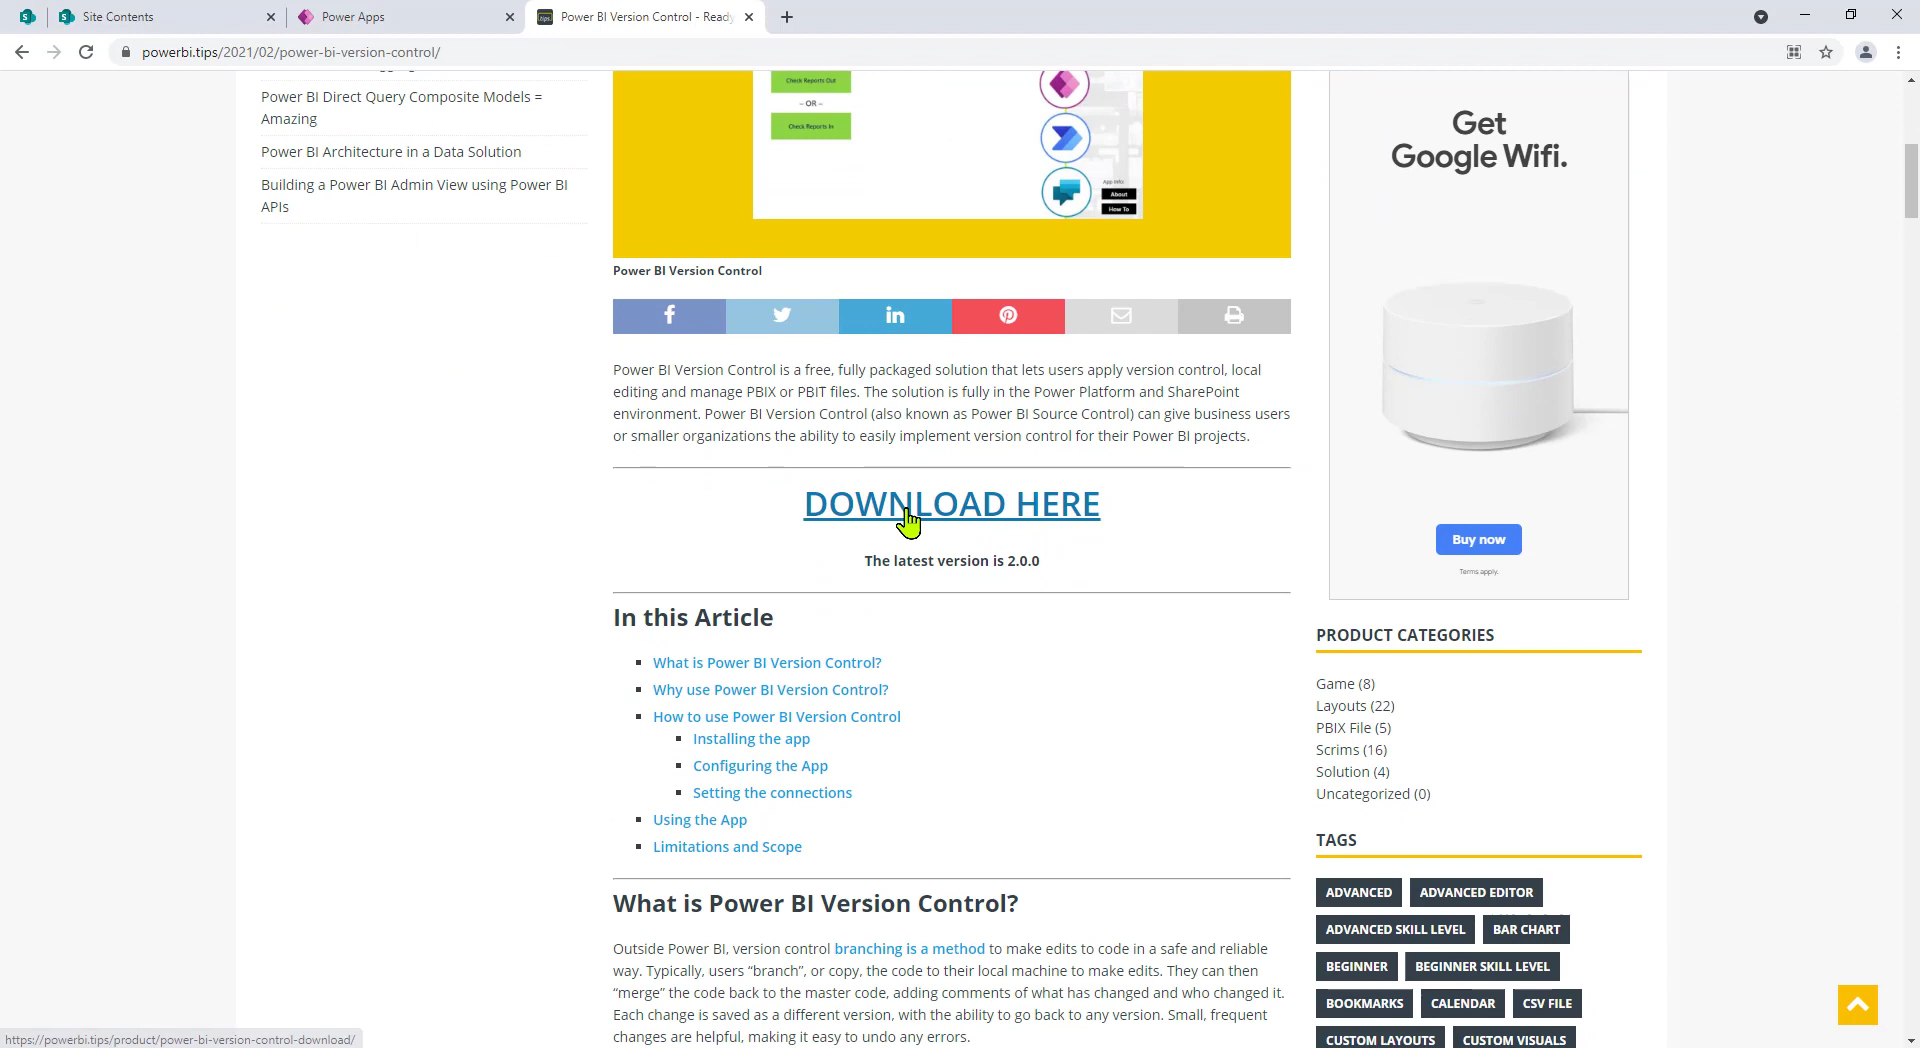 Site Contents
Power Apps
Power BI Version Control - Ready
powerbi.tips/2021/02/power-bi-version-control/
Power BI Direct Query Composite Models =
Amazing
Power BI Architecture in a Data Solution
Building a Power BI Admin View using Power BI
APIs
Check Reports Out
– OR –
Check Reports In
App Info
About
How To
Power BI Version Control
Power BI Version Control is a free, fully packaged solution that lets users apply version control, local
editing and manage PBIX or PBIT files. The solution is fully in the Power Platform and SharePoint
environment. Power BI Version Control (also known as Power BI Source Control) can give business users
or smaller organizations the ability to easily implement version control for their Power BI projects.
DOWNLOAD HERE
The latest version is 2.0.0
In this Article
What is Power BI Version Control?
Why use Power BI Version Control?
How to use Power BI Version Control
Installing the app
Configuring the App
Setting the connections
Using the App
Limitations and Scope
What is Power BI Version Control?
Outside Power BI, version control branching is a method to make edits to code in a safe and reliable
way. Typically, users “branch”, or copy, the code to their local machine to make edits. They can then
“merge” the code back to the master code, adding comments of what has changed and who changed it.
Each change is saved as a different version, with the ability to go back to any version. Small, frequent
changes are helpful, making it easy to undo any errors.
Get
Google Wifi.
Buy now
Terms apply.
PRODUCT CATEGORIES
Game (8)
Layouts (22)
PBIX File (5)
Scrims (16)
Solution (4)
Uncategorized (0)
TAGS
ADVANCED ADVANCED EDITOR
ADVANCED SKILL LEVEL BAR CHART
BEGINNER BEGINNER SKILL LEVEL
BOOKMARKS CALENDAR CSV FILE
CUSTOM LAYOUTS CUSTOM VISUALS
https://powerbi.tips/product/power-bi-version-control-download/